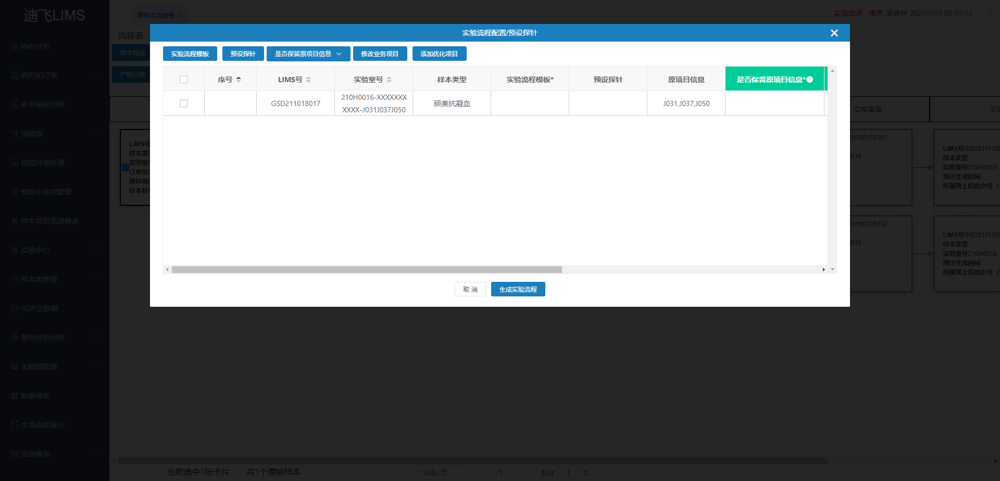 迪飞LIMS
单样本流转表
实验地点：南京 周官钟 2023/7/13 20:00:15
待办任务
病历和订单
样本接收列表
流转表
物流异常处理
物流中转点管理
样本项目信息修改
实验中心
样本库管理
SOP主数据
报告任务列表
主数据管理
数据修改
生信进度展示
信息查询
流转表
样本筛选
产物分管
实验流程配置/预设探针
实验流程模板 预设探针 是否保留原项目信息 修改业务项目 添加优化项目
序号 LIMS号 实验室号 样本类型 实验流程模板* 预设探针 原项目信息 是否保留原项目信息*
GSD211018017 210H0016-XXXXXXX 硕美抗凝血 J031,J037,J050
XXXX-J031J037J050
取 消 生成实验流程
文库富集
LIMS号
样本类型
实验室号
订单号
接样确
样本状
018017E001
0016
LIMS号GSD211018
样本类型
实验室号210H0016
预计生成时间
所属预上机批次号
018017E002
0016
LIMS号GSD211018
样本类型
实验室号210H0016
预计生成时间
所属预上机批次号
当前选中1张卡片 共1个原始样本 50条/页 1 前往 1 页